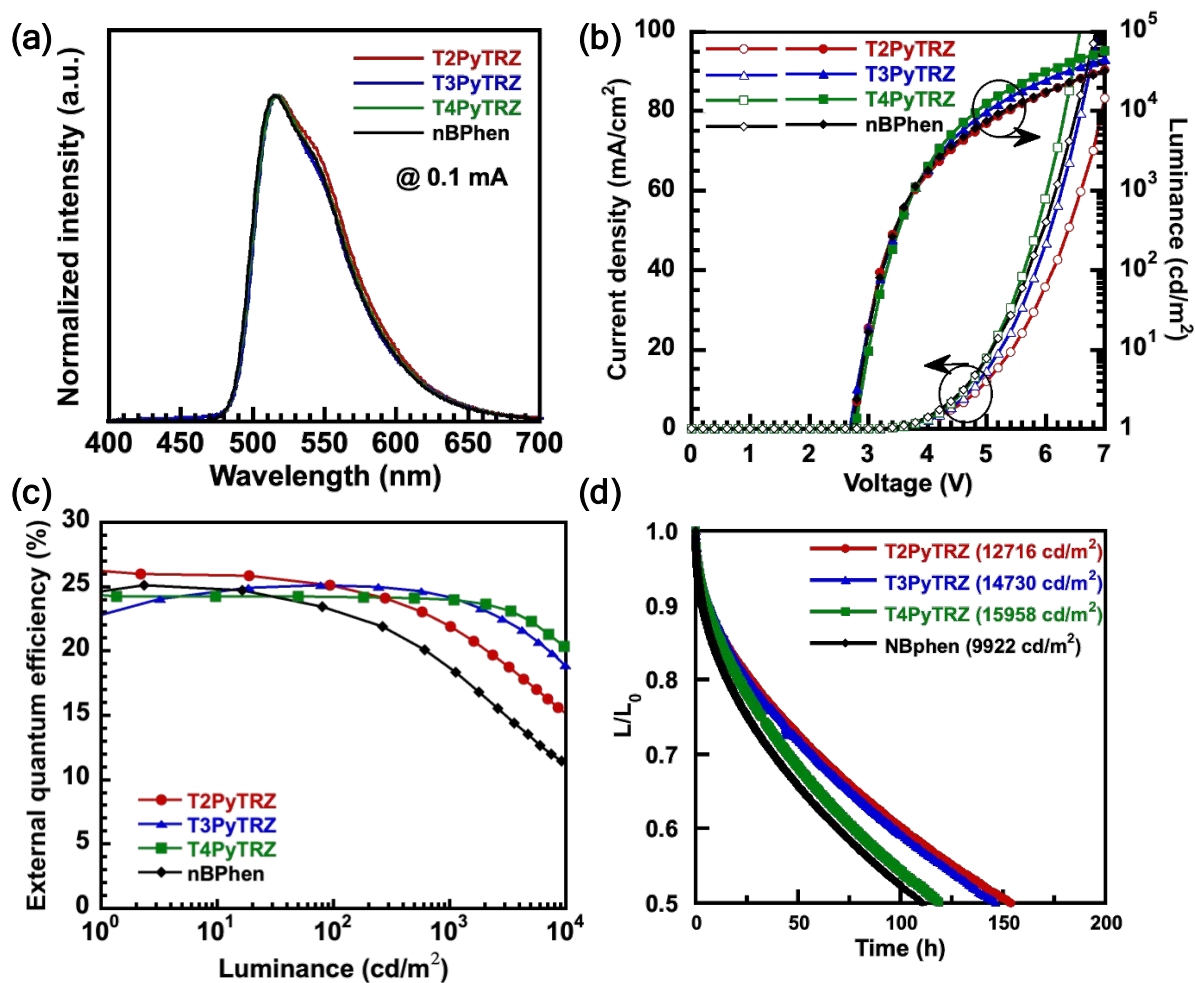 (a)
Normalized intensity (a.u.)
T2PyTRZ
T3PyTRZ
T4PyTRZ
nBPhen
@ 0.1 mA
400 450 500 550 600 650 700
Wavelength (nm)
(b)
Current density (mA/cm²)
100
80
60
40
20
0
T2PyTRZ
T3PyTRZ
T4PyTRZ
nBPhen
10⁵
10⁴
10³
10²
10¹
1
Luminance (cd/m²)
0 1 2 3 4 5 6 7
Voltage (V)
(c)
External quantum efficiency (%)
30
25
20
15
10
5
0
T2PyTRZ
T3PyTRZ
T4PyTRZ
nBPhen
10⁰ 10¹ 10² 10³ 10⁴
Luminance (cd/m²)
(d)
L/L₀
1.0
0.9
0.8
0.7
0.6
0.5
T2PyTRZ (12716 cd/m²)
T3PyTRZ (14730 cd/m²)
T4PyTRZ (15958 cd/m²)
NBphen (9922 cd/m²)
0 50 100 150 200
Time (h)